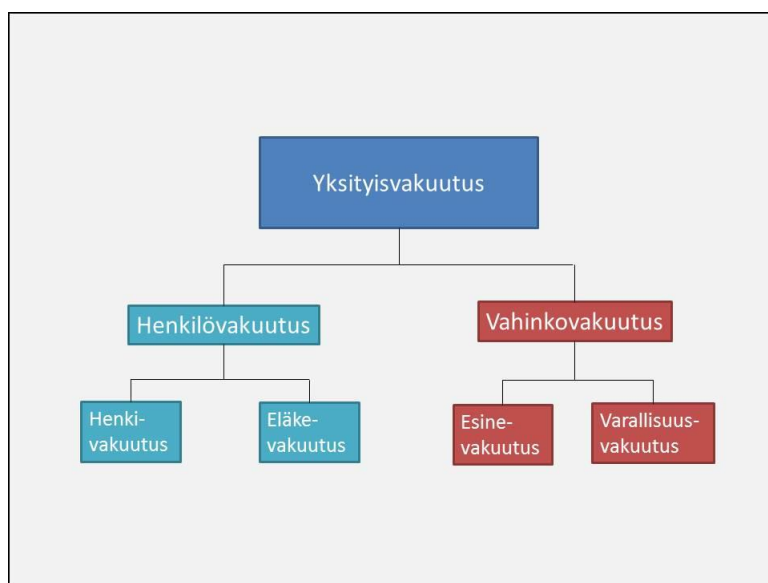 Yksityisvakuutus
Henkilövakuutus
Vahinkovakuutus
Henki-
vakuutus
Eläke-
vakuutus
Esine-
vakuutus
Varallisuus-
vakuutus